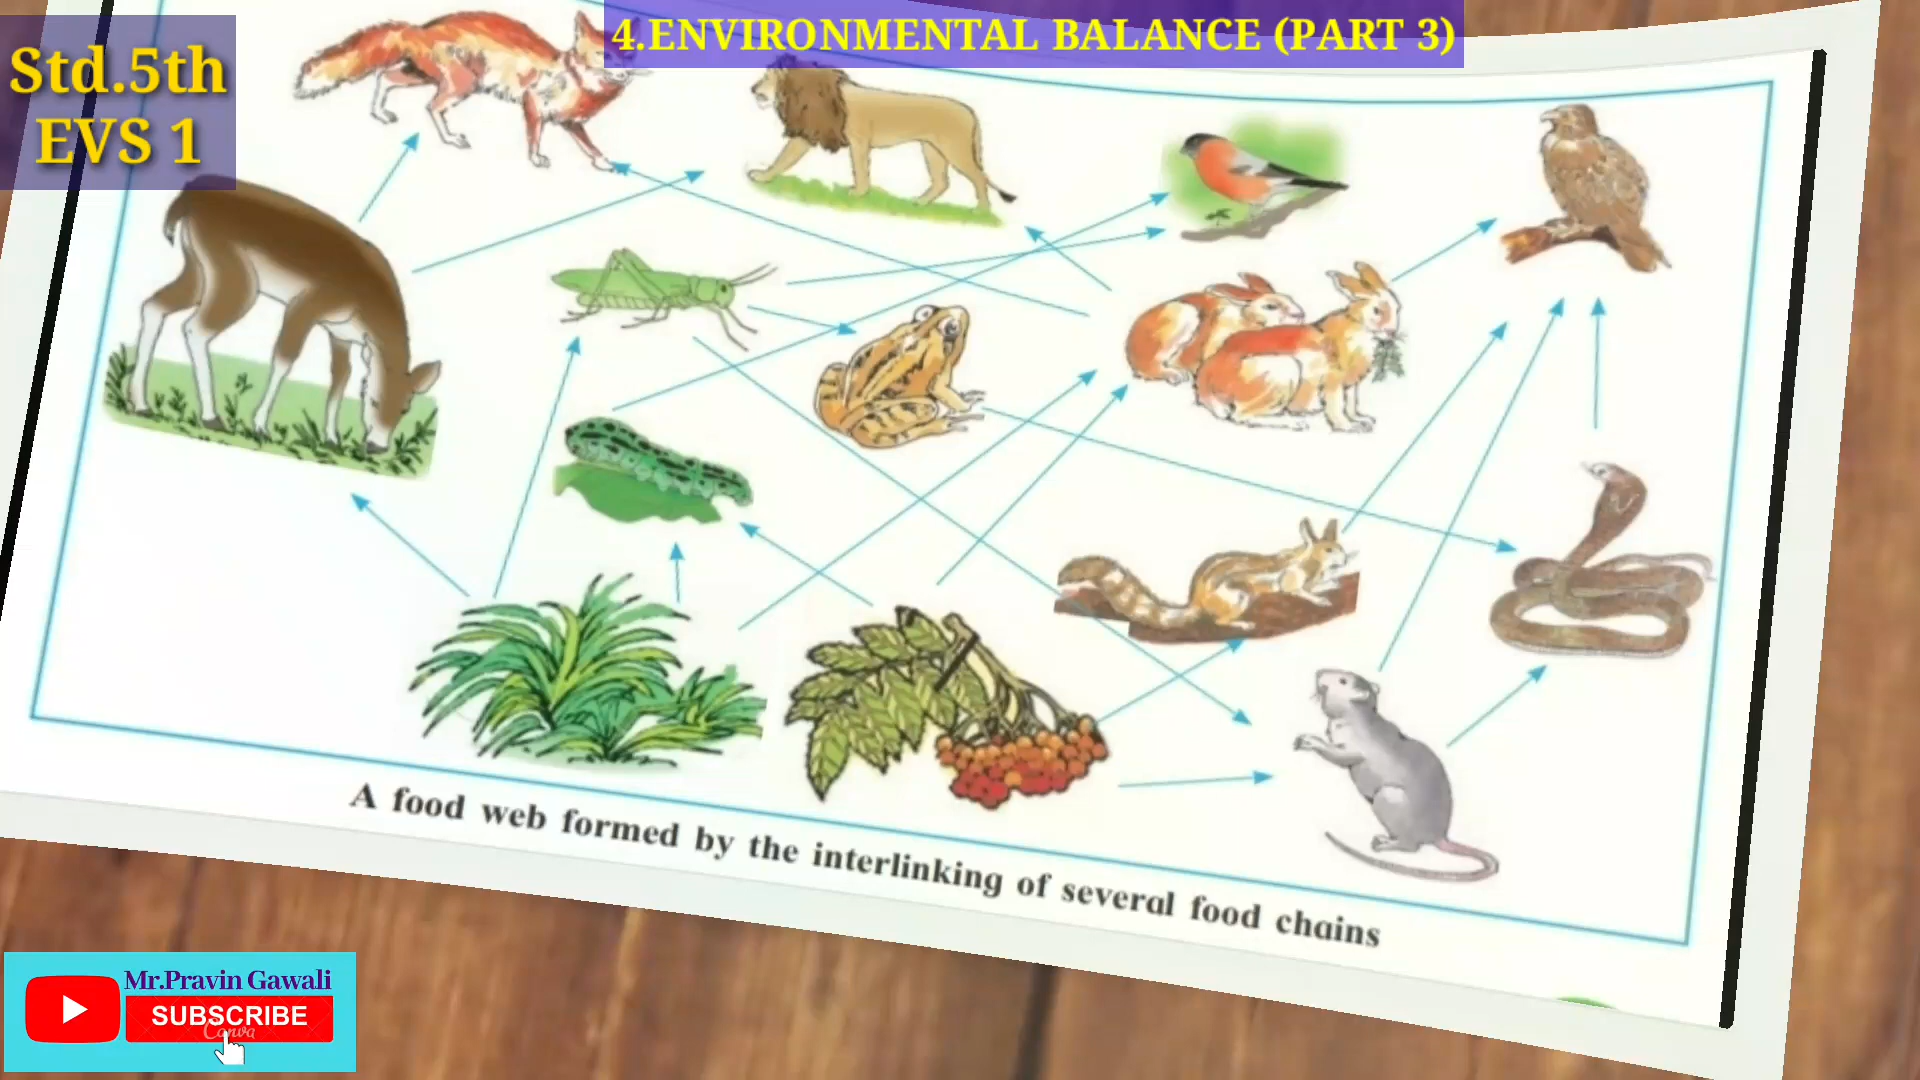 4.ENVIRONMENTAL BALANCE (PART 3)
Std.5th
EVS 1
A food web formed by the interlinking of several food chains
Mr.Pravin Gawali
SUBSCRIBE
Canva